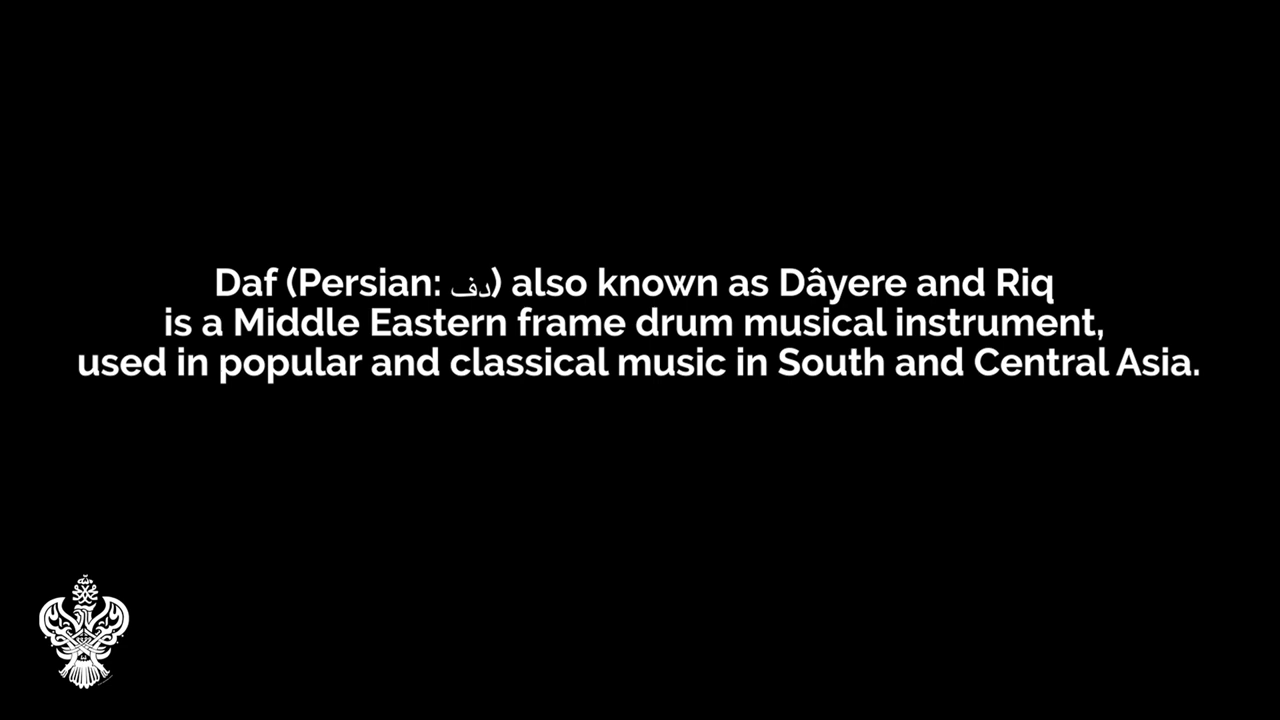 Daf (Persian: دف) also known as Dâyere and Riq
is a Middle Eastern frame drum musical instrument,
used in popular and classical music in South and Central Asia.